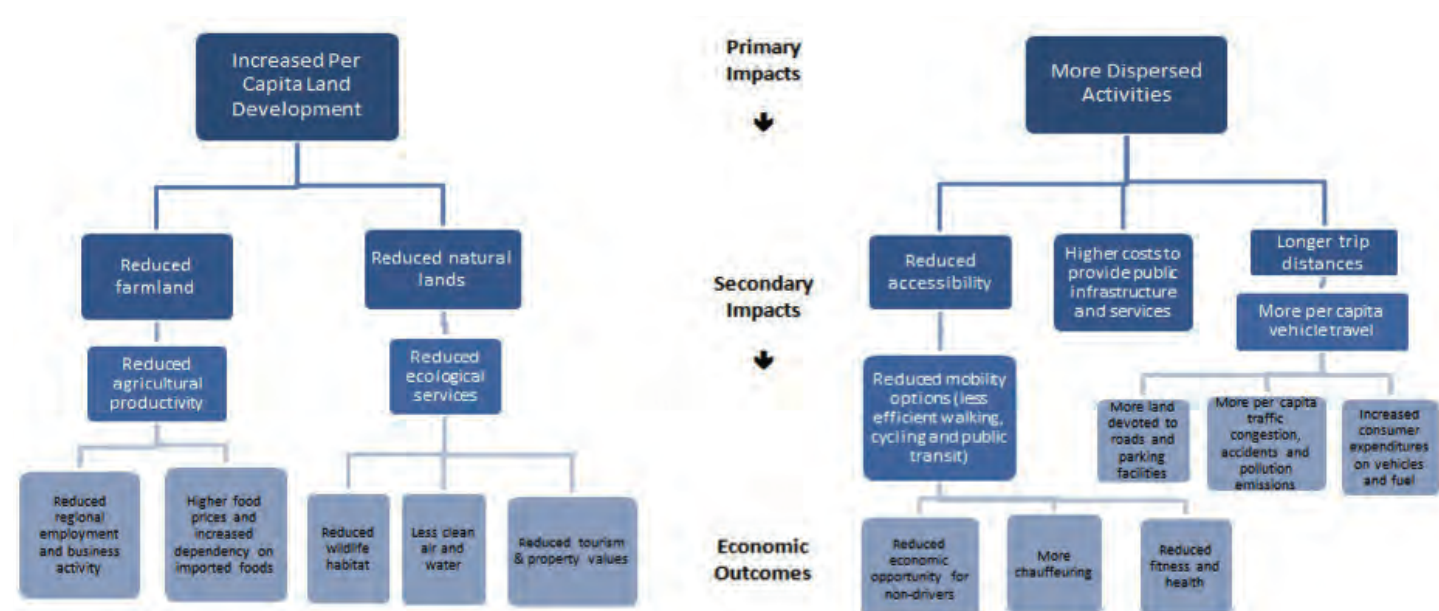 Increased Per
Capita Land
Development
Primary
Impacts
More Dispersed
Activities
Reduced
farmland
Reduced natural
lands
Secondary
Impacts
Reduced
accessibility
Higher costs to
provide public
infrastructure
and services
Longer trip
distances
More per capita
vehicle travel
Reduced
agricultural
productivity
Reduced
ecological
services
Reduced mobility
options (less
efficient walking,
cycling and public
transit)
More land
devoted to
roads and
parking
facilities
More per capita
traffic
congestion,
accidents and
pollution
emissions
Increased
consumer
expenditures
on vehicles
and fuel
Reduced
regional
employment
and business
activity
Higher food
prices and
increased
dependency on
imported foods
Reduced
wildlife
habitat
Less clean
air and
water
Reduced tourism
& property values
Economic
Outcomes
Reduced
economic
opportunity for
non-drivers
More
chauffeuring
Reduced
fitness and
health